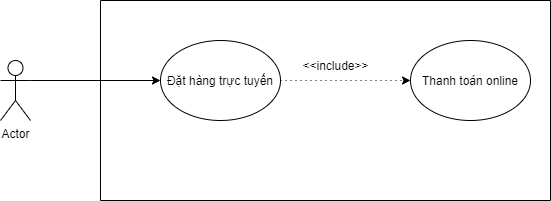 <<include>>
Đặt hàng trực tuyến
Thanh toán online
Actor